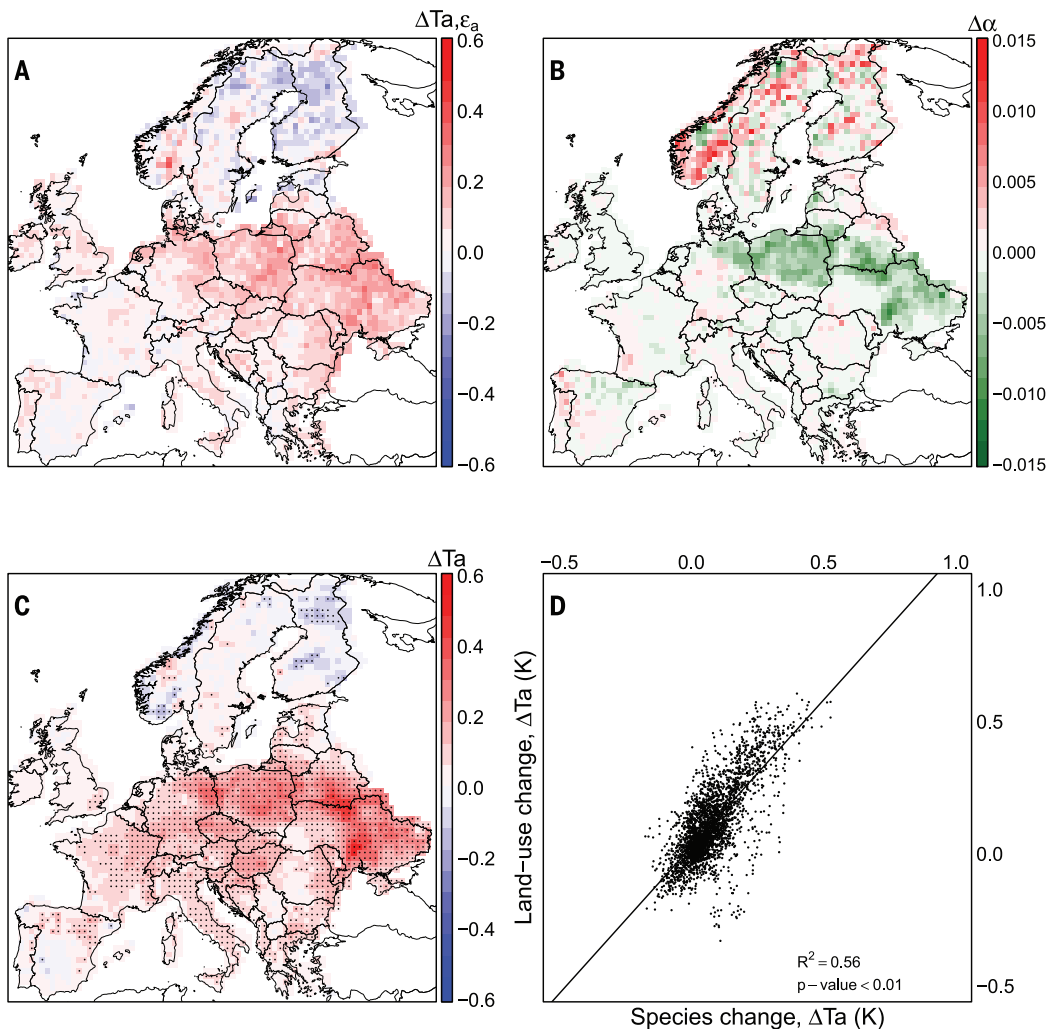 ΔTa,εa
A
0.6
0.4
0.2
0.0
−0.2
−0.4
−0.6
Δα
B
0.015
0.010
0.005
0.000
−0.005
−0.010
−0.015
ΔTa
C
0.6
0.4
0.2
0.0
−0.2
−0.4
−0.6
−0.5 0.0 0.5 1.0
D
1.0
0.5
0.0
−0.5
Land−use change, ΔTa (K)
R² = 0.56
p − value < 0.01
Species change, ΔTa (K)